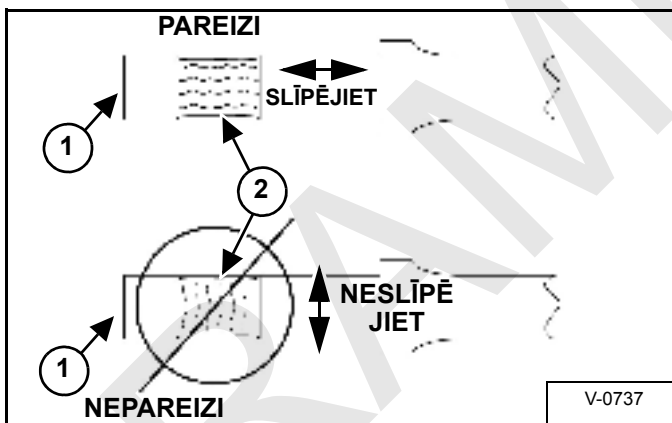 PAREIZI
SLĪPĒJIET
1
2
NESLĪPĒ
JIET
1
NEPAREIZI
V-0737